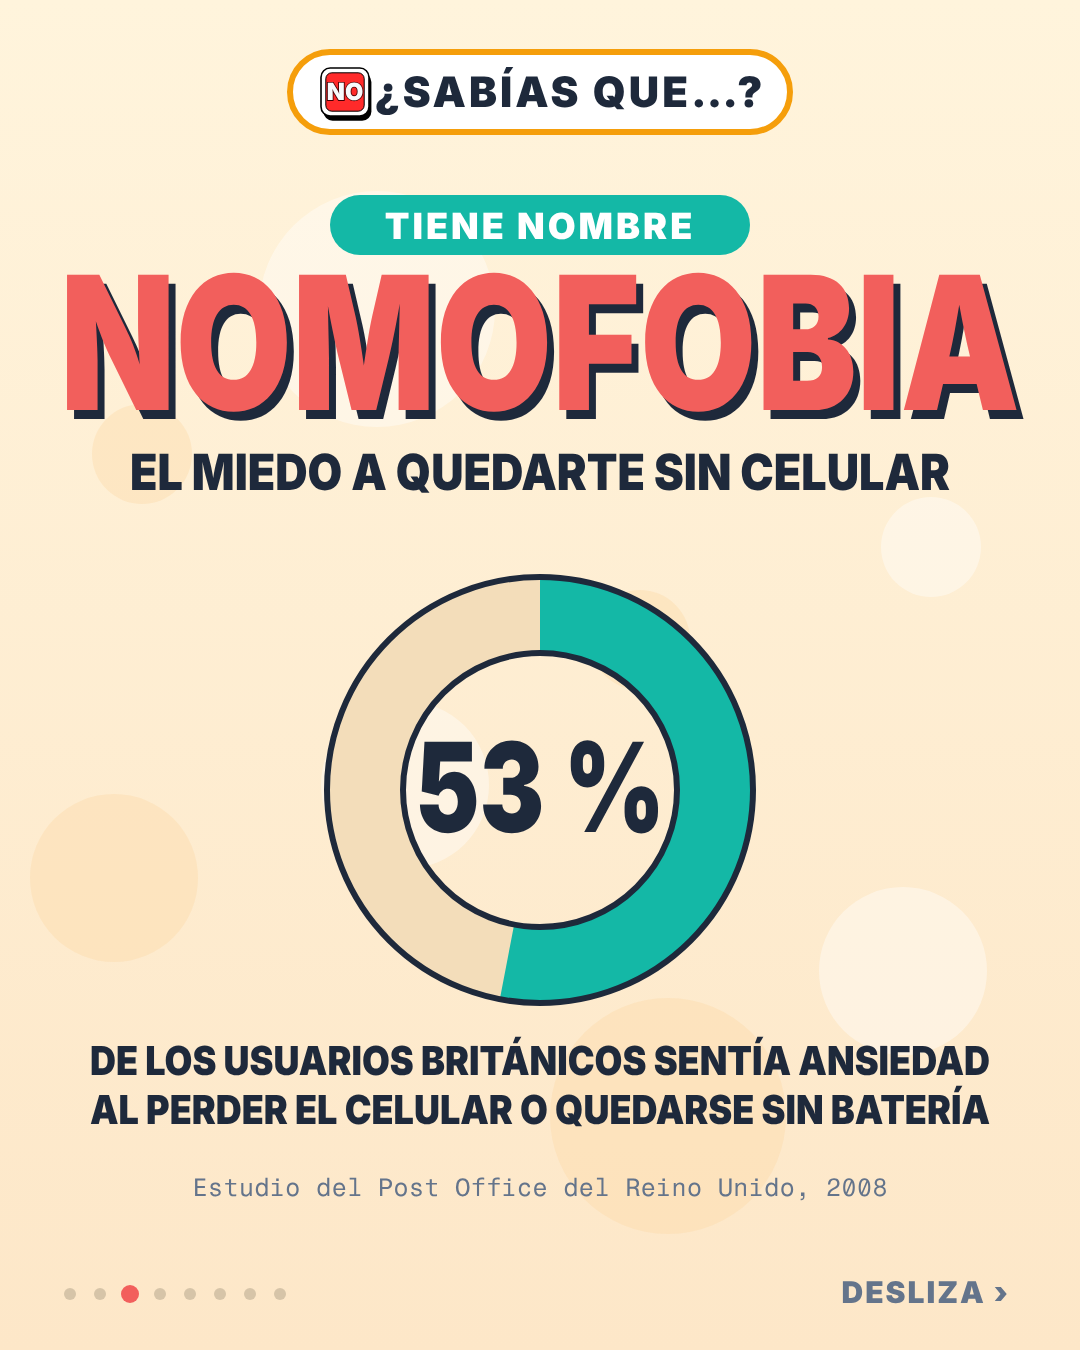 NO ¿SABÍAS QUE...?
TIENE NOMBRE
NOMOFOBIA
EL MIEDO A QUEDARTE SIN CELULAR
53 %
DE LOS USUARIOS BRITÁNICOS SENTÍA ANSIEDAD
AL PERDER EL CELULAR O QUEDARSE SIN BATERÍA
Estudio del Post Office del Reino Unido, 2008
DESLIZA ›